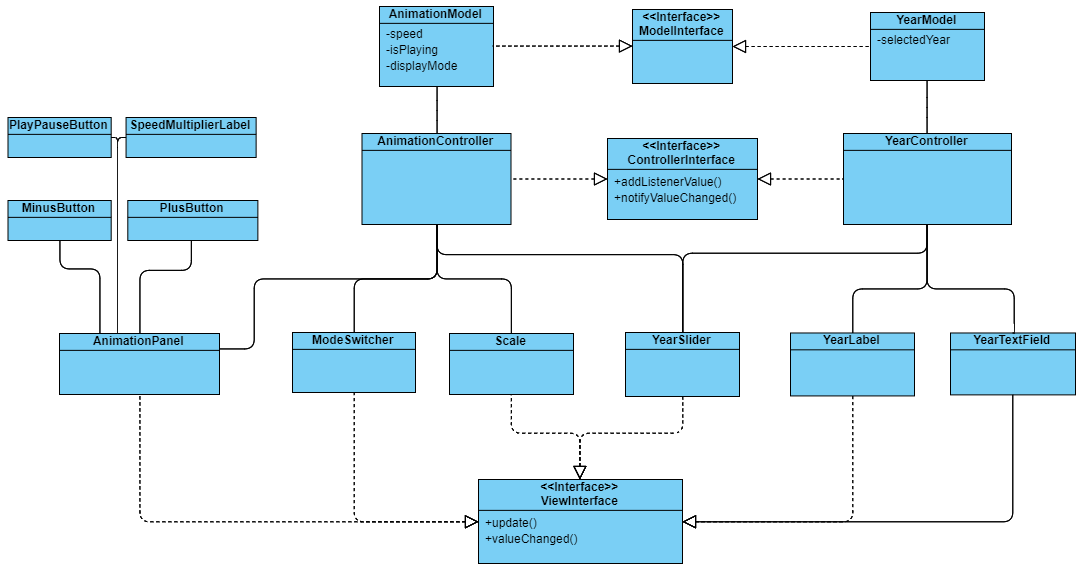 AnimationModel
-speed
-isPlaying
-displayMode
<<Interface>>
ModelInterface
YearModel
-selectedYear
PlayPauseButton
SpeedMultiplierLabel
AnimationController
<<Interface>>
ControllerInterface
+addListenerValue()
+notifyValueChanged()
YearController
MinusButton
PlusButton
AnimationPanel
ModeSwitcher
Scale
YearSlider
YearLabel
YearTextField
<<Interface>>
ViewInterface
+update()
+valueChanged()